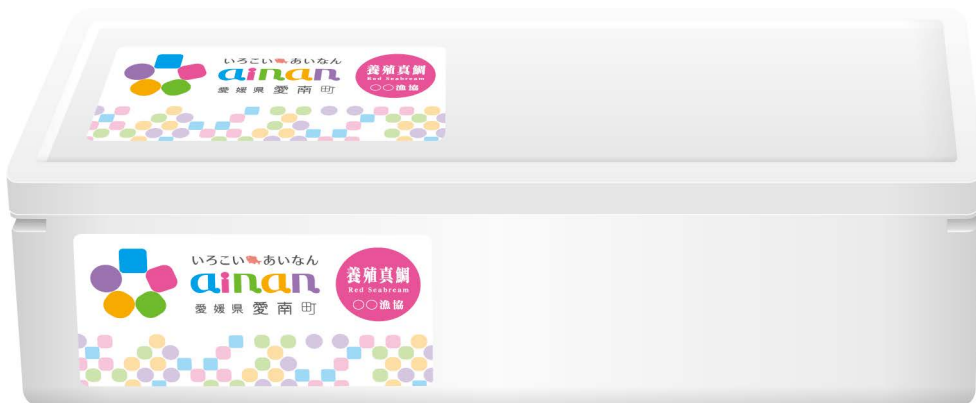 いろこい あいなん
ainan
愛媛県 愛南町
養殖真鯛
Red Seabream
○○漁協
いろこい あいなん
ainan
愛媛県 愛南町
養殖真鯛
Red Seabream
○○漁協